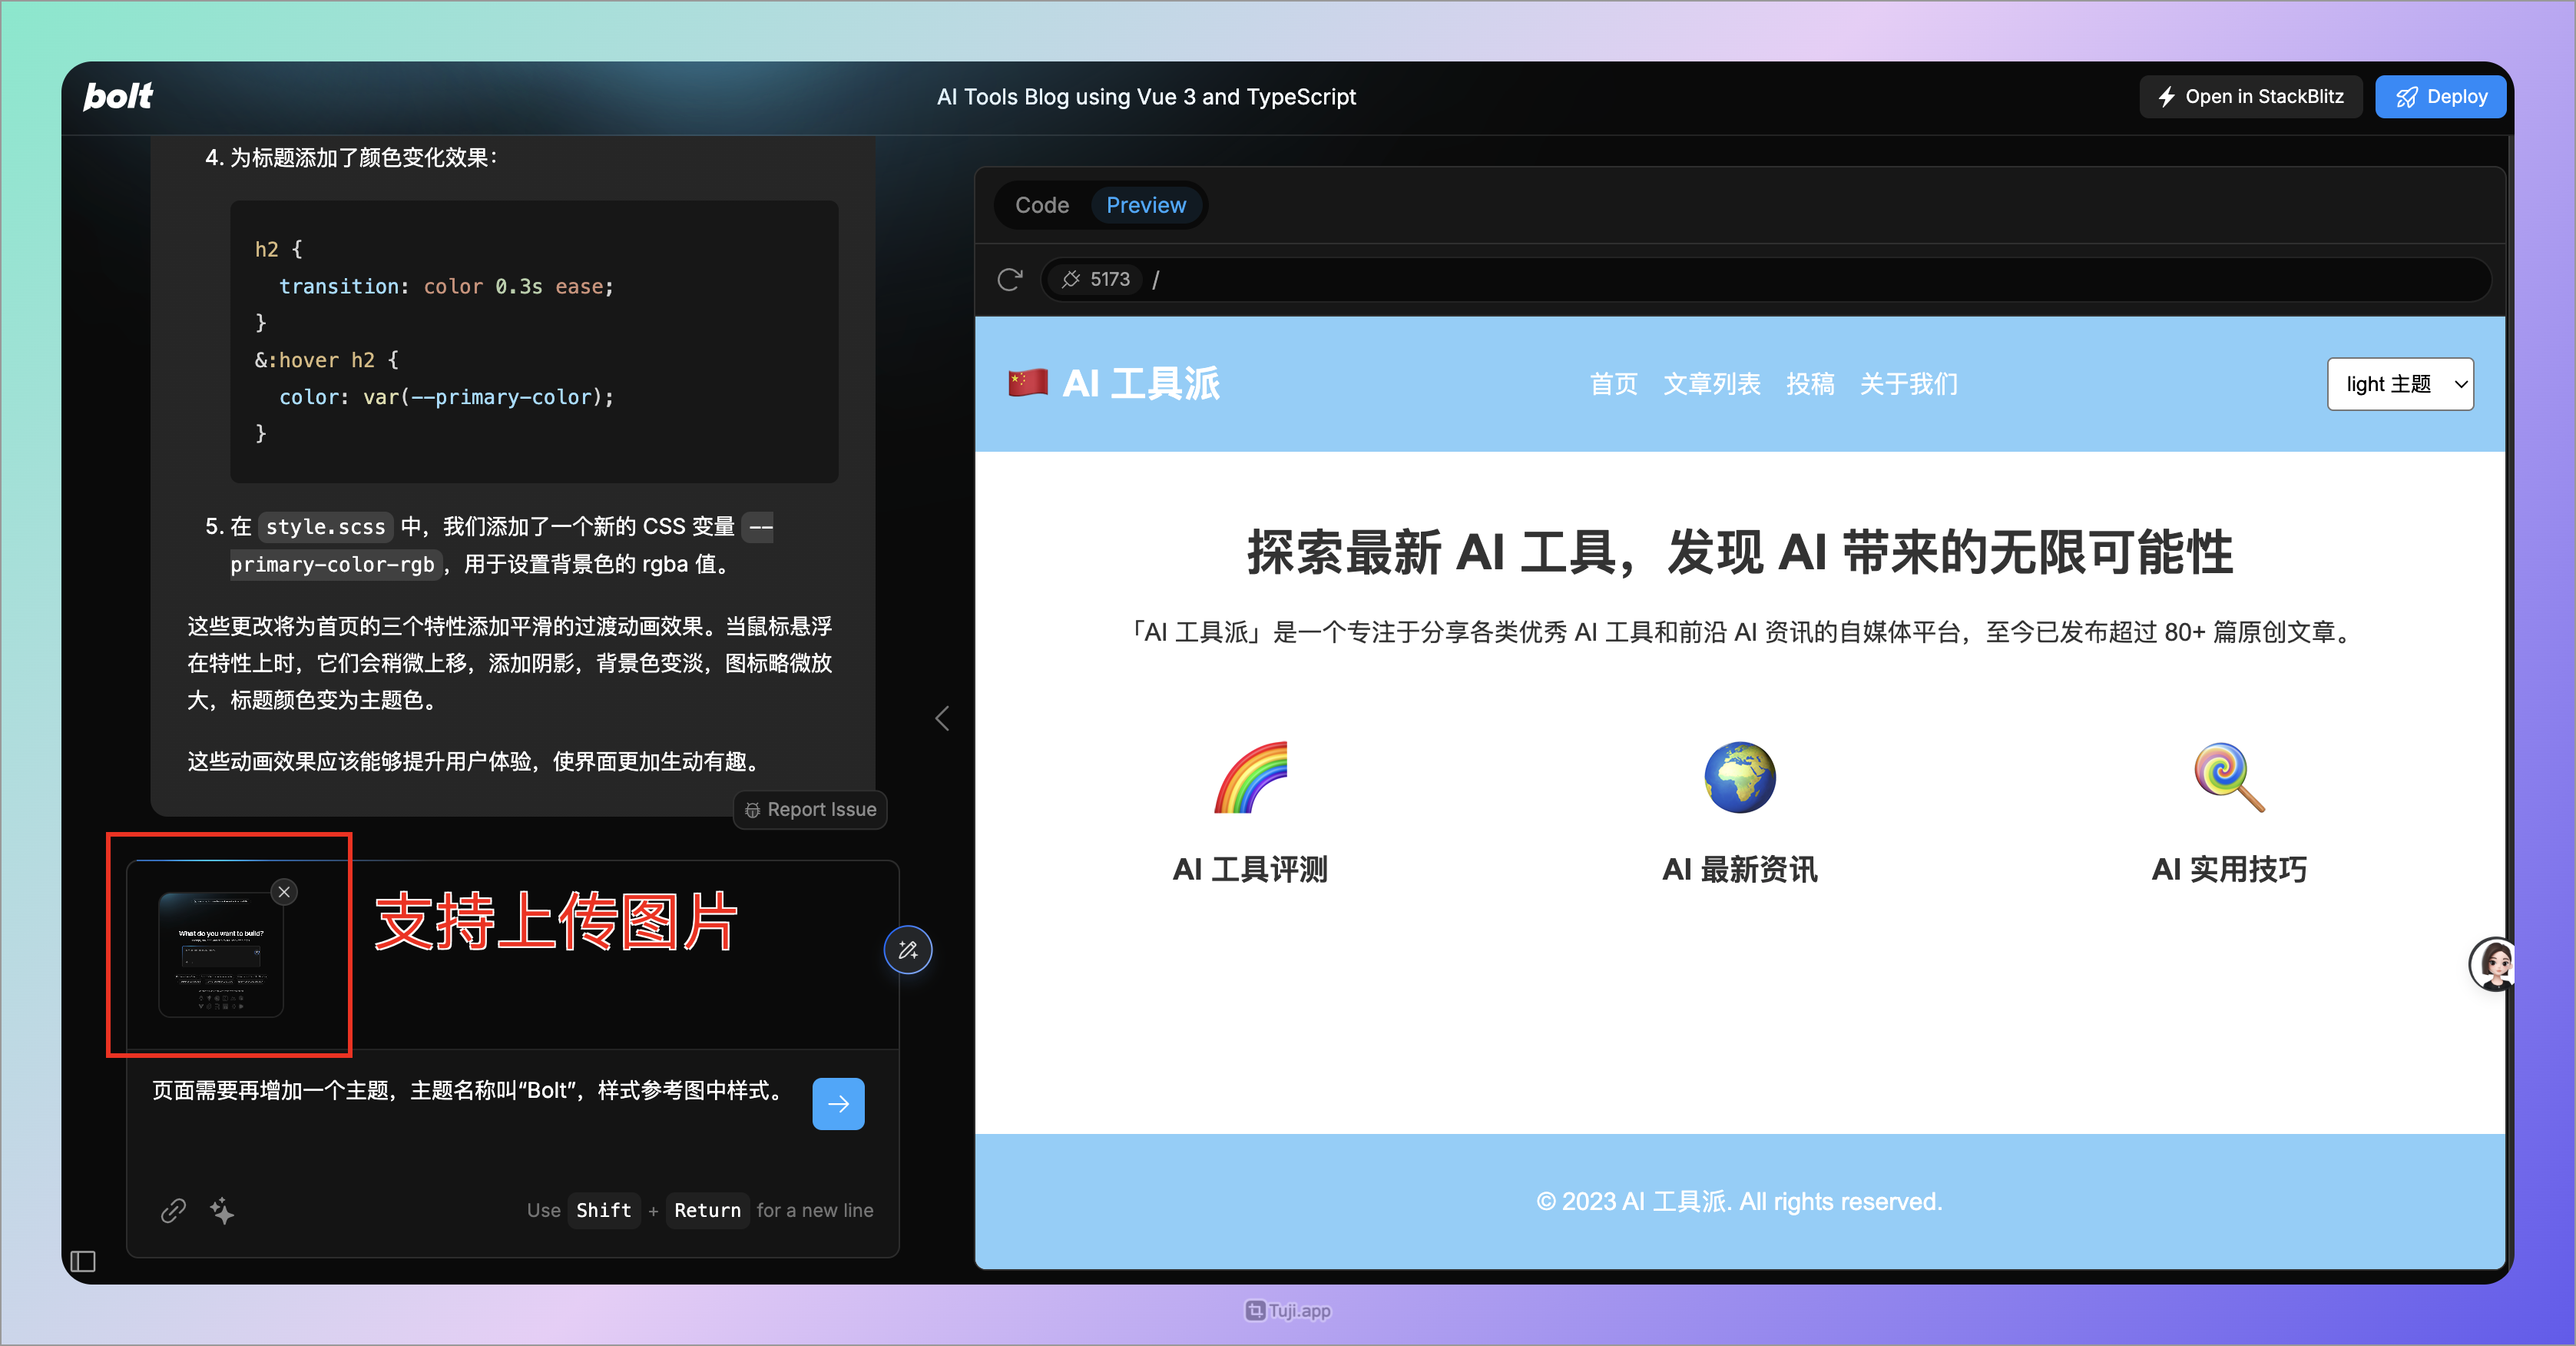 bolt
AI Tools Blog using Vue 3 and TypeScript
Open in StackBlitz
Deploy
4. 为标题添加了颜色变化效果：
h2 {
  transition: color 0.3s ease;
}
&:hover h2 {
  color: var(--primary-color);
}
5. 在 style.scss 中，我们添加了一个新的 CSS 变量 --
primary-color-rgb，用于设置背景色的 rgba 值。
这些更改将为首页的三个特性添加平滑的过渡动画效果。当鼠标悬浮
在特性上时，它们会稍微上移，添加阴影，背景色变淡，图标略微放
大，标题颜色变为主题色。
这些动画效果应该能够提升用户体验，使界面更加生动有趣。
Report Issue
What do you want to build?
支持上传图片
页面需要再增加一个主题，主题名称叫“Bolt”，样式参考图中样式。
Use Shift + Return for a new line
Code
Preview
5173 /
AI 工具派
首页 文章列表 投稿 关于我们
light 主题
探索最新 AI 工具，发现 AI 带来的无限可能性
「AI 工具派」是一个专注于分享各类优秀 AI 工具和前沿 AI 资讯的自媒体平台，至今已发布超过 80+ 篇原创文章。
AI 工具评测
AI 最新资讯
AI 实用技巧
© 2023 AI 工具派. All rights reserved.
Tuji.app